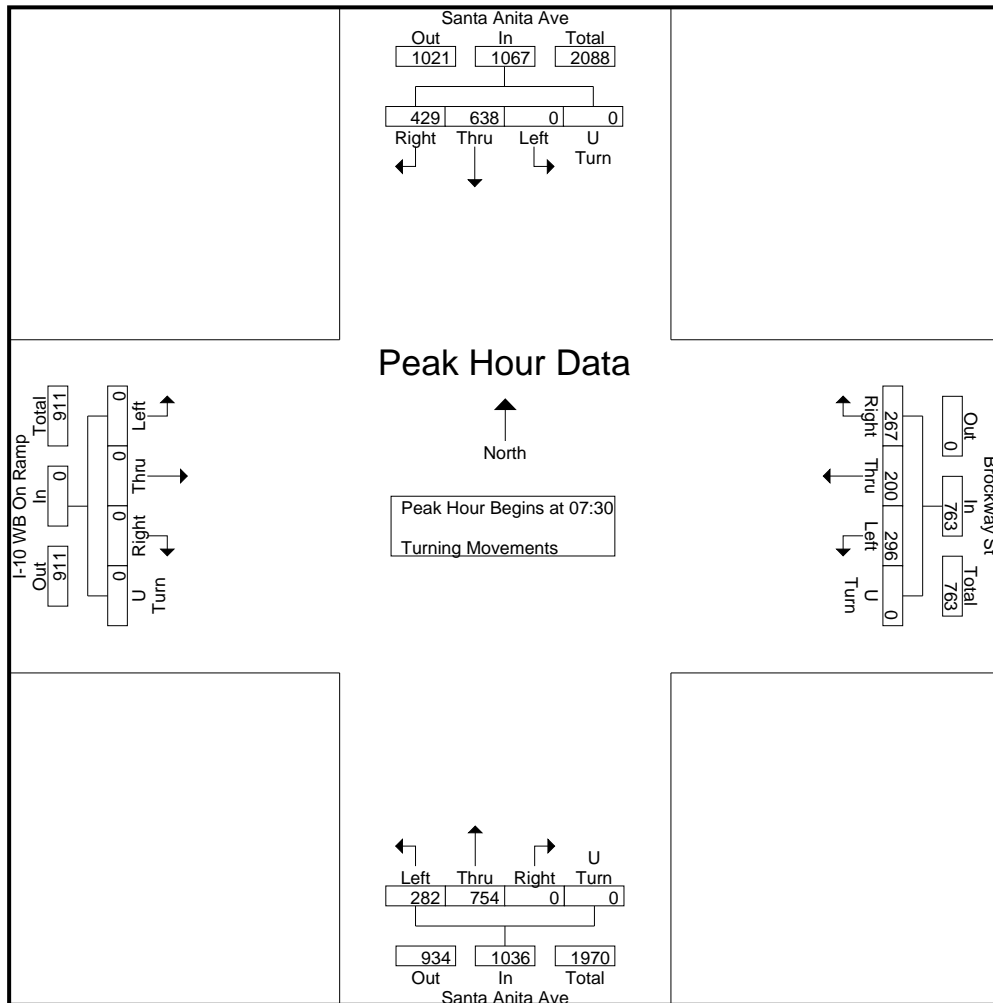 Santa Anita Ave
Out In Total
1021 1067 2088
429 638 0 0
Right Thru Left U
Turn
Peak Hour Data
North
Peak Hour Begins at 07:30
Turning Movements
I-10 WB On Ramp
Out In Total
911 0 911
0 0 0 0
U Right Thru Left
Turn
Brockway St
Out In Total
0 763 763
267 200 296 0
Right Thru Left U
Turn
U
Left Thru Right Turn
282 754 0 0
934 1036 1970
Out In Total
Santa Anita Ave